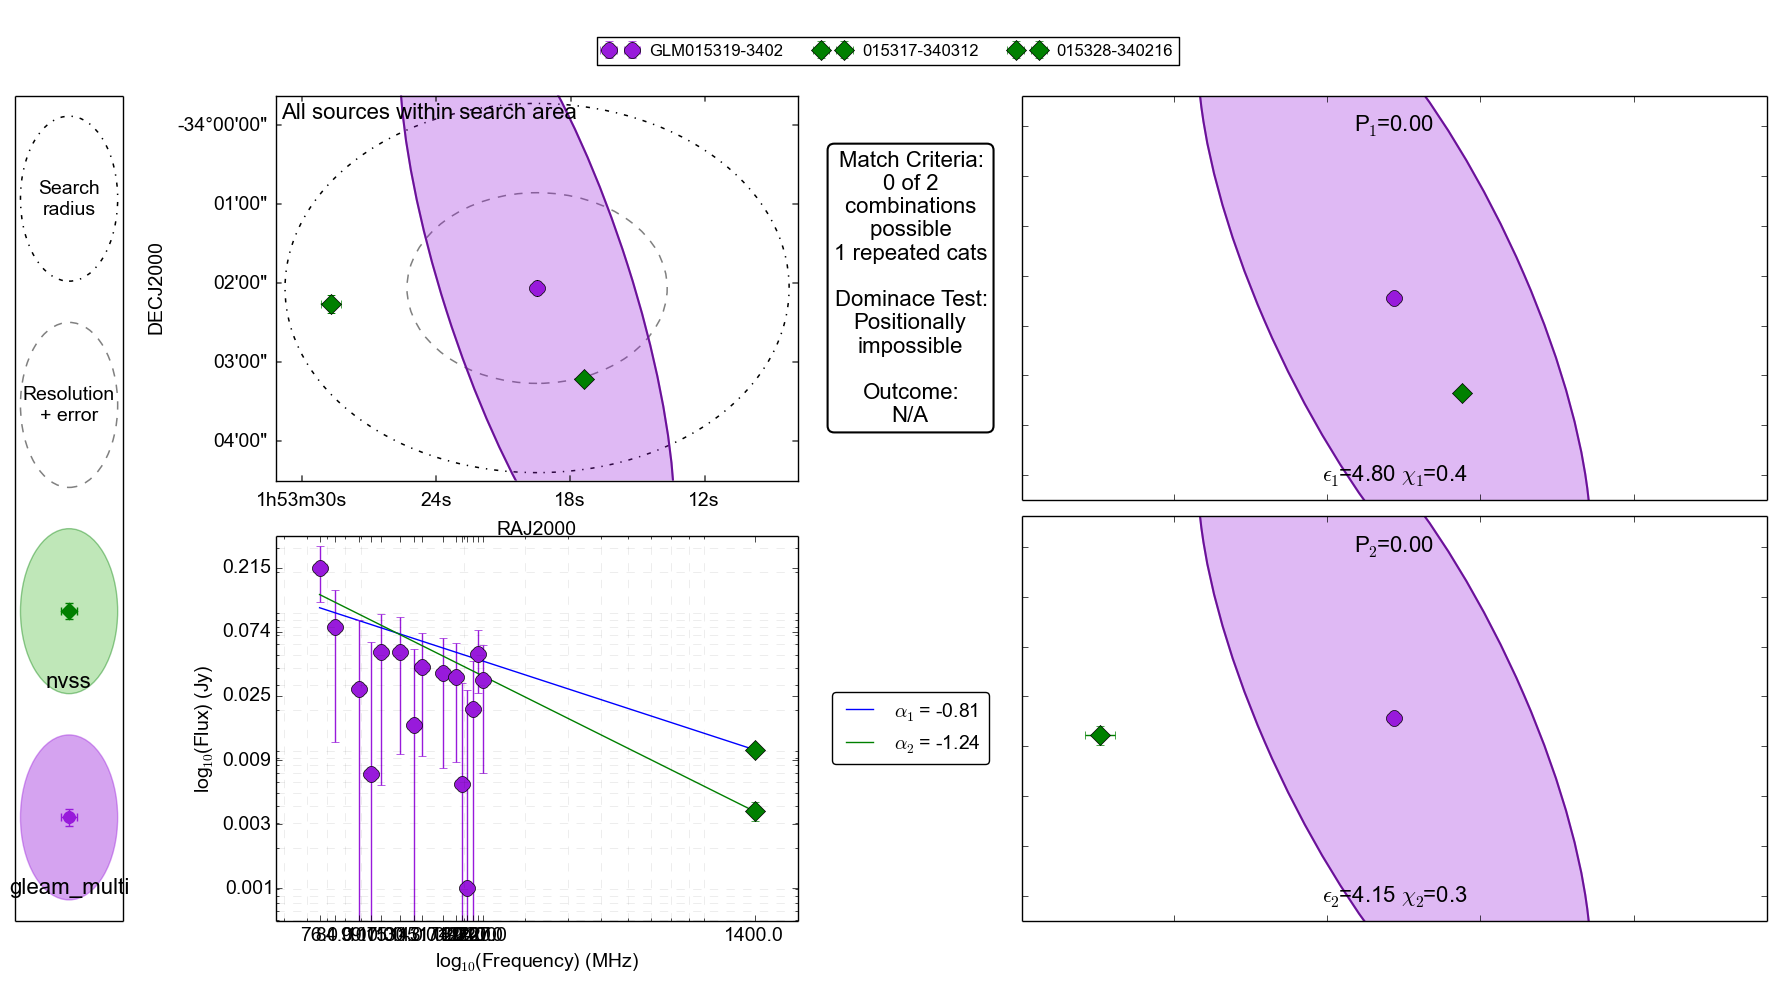 GLM015319-3402 015317-340312 015328-340216
Search
radius
Resolution
+ error
nvss
gleam_multi
All sources within search area
-34°00'00"
01'00"
02'00"
03'00"
04'00"
DECJ2000
1h53m30s 24s 18s 12s
RAJ2000
Match Criteria:
0 of 2
combinations
possible
1 repeated cats
Dominace Test:
Positionally
impossible
Outcome:
N/A
P1=0.00
ϵ1=4.80 χ1=0.4
P2=0.00
ϵ2=4.15 χ2=0.3
0.215
0.074
0.025
0.009
0.003
0.001
log10(Flux) (Jy)
1400.0
log10(Frequency) (MHz)
α1 = -0.81
α2 = -1.24